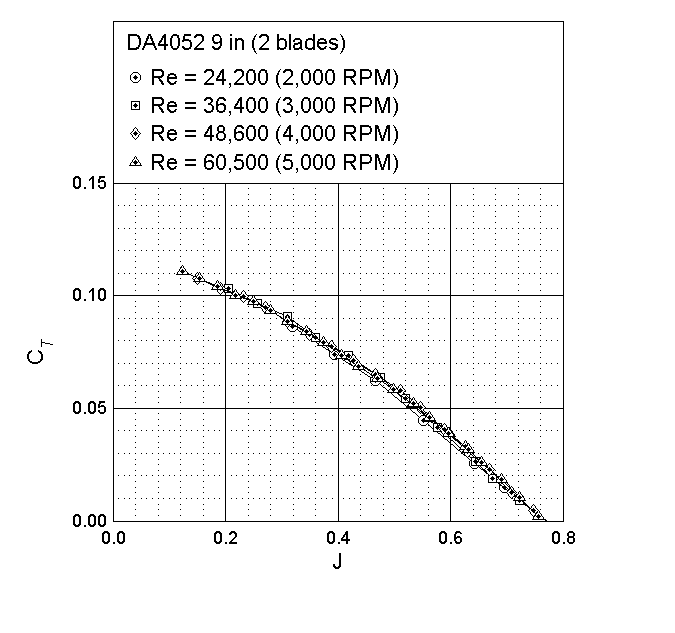 DA4052 9 in (2 blades)
Re = 24,200 (2,000 RPM)
Re = 36,400 (3,000 RPM)
Re = 48,600 (4,000 RPM)
Re = 60,500 (5,000 RPM)
0.15
0.10
C_T
0.05
0.00
0.0 0.2 0.4 0.6 0.8
J